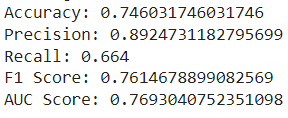 Accuracy: 0.746031746031746
Precision: 0.8924731182795699
Recall: 0.664
F1 Score: 0.7614678899082569
AUC Score: 0.7693040752351098